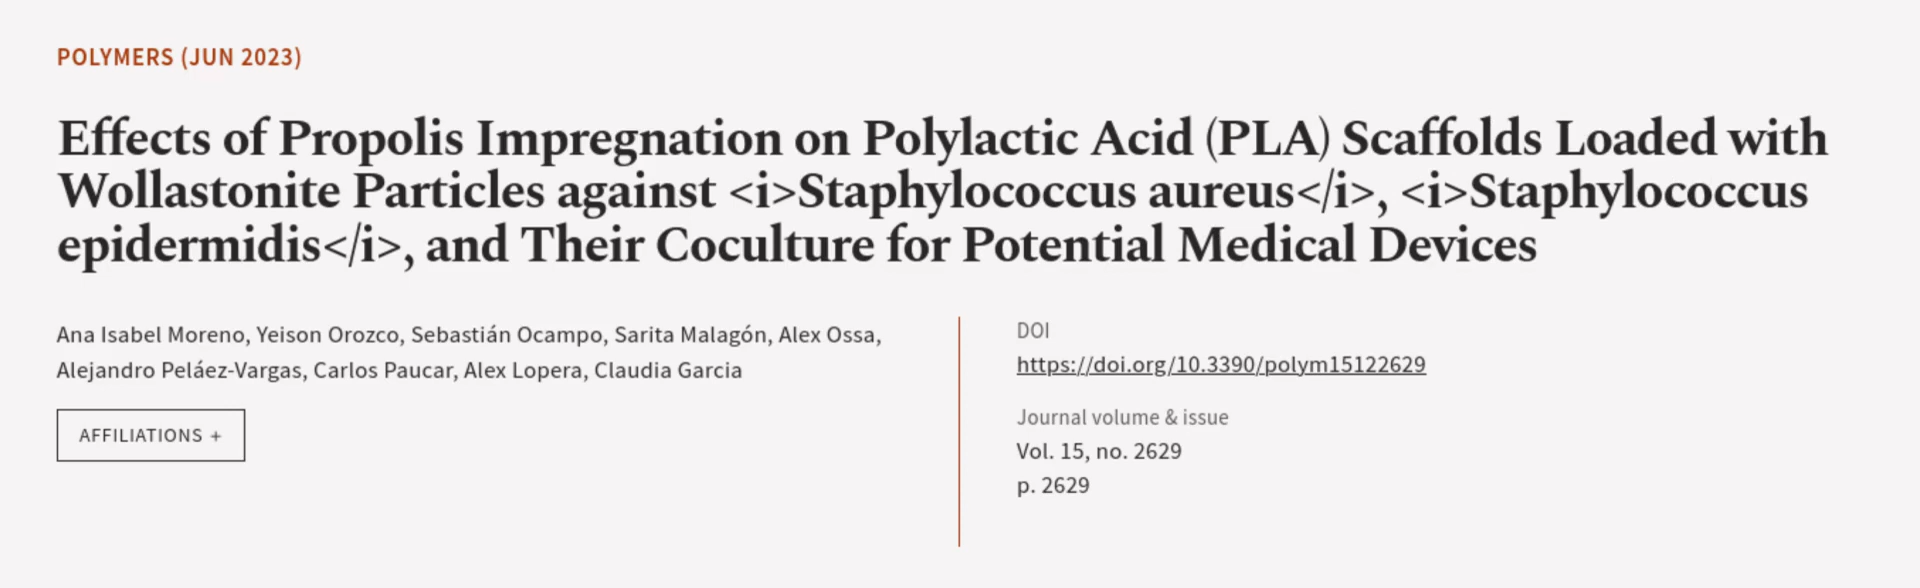 POLYMERS (JUN 2023)
Effects of Propolis Impregnation on Polylactic Acid (PLA) Scaffolds Loaded with
Wollastonite Particles against <i>Staphylococcus aureus</i>, <i>Staphylococcus
epidermidis</i>, and Their Coculture for Potential Medical Devices
Ana Isabel Moreno, Yeison Orozco, Sebastián Ocampo, Sarita Malagón, Alex Ossa,
Alejandro Peláez-Vargas, Carlos Paucar, Alex Lopera, Claudia Garcia
AFFILIATIONS +
DOI
https://doi.org/10.3390/polym15122629
Journal volume & issue
Vol. 15, no. 2629
p. 2629